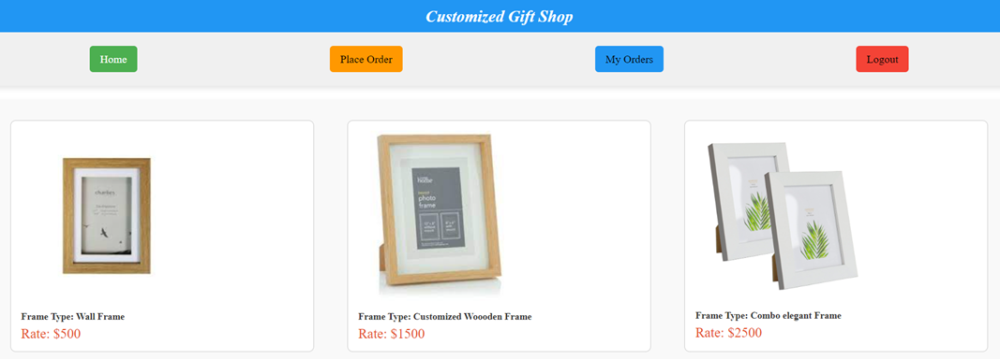 Customized Gift Shop
Home
Place Order
My Orders
Logout
photo
frame
Frame Type: Wall Frame
Rate: $500
Frame Type: Customized Woooden Frame
Rate: $1500
Frame Type: Combo elegant Frame
Rate: $2500